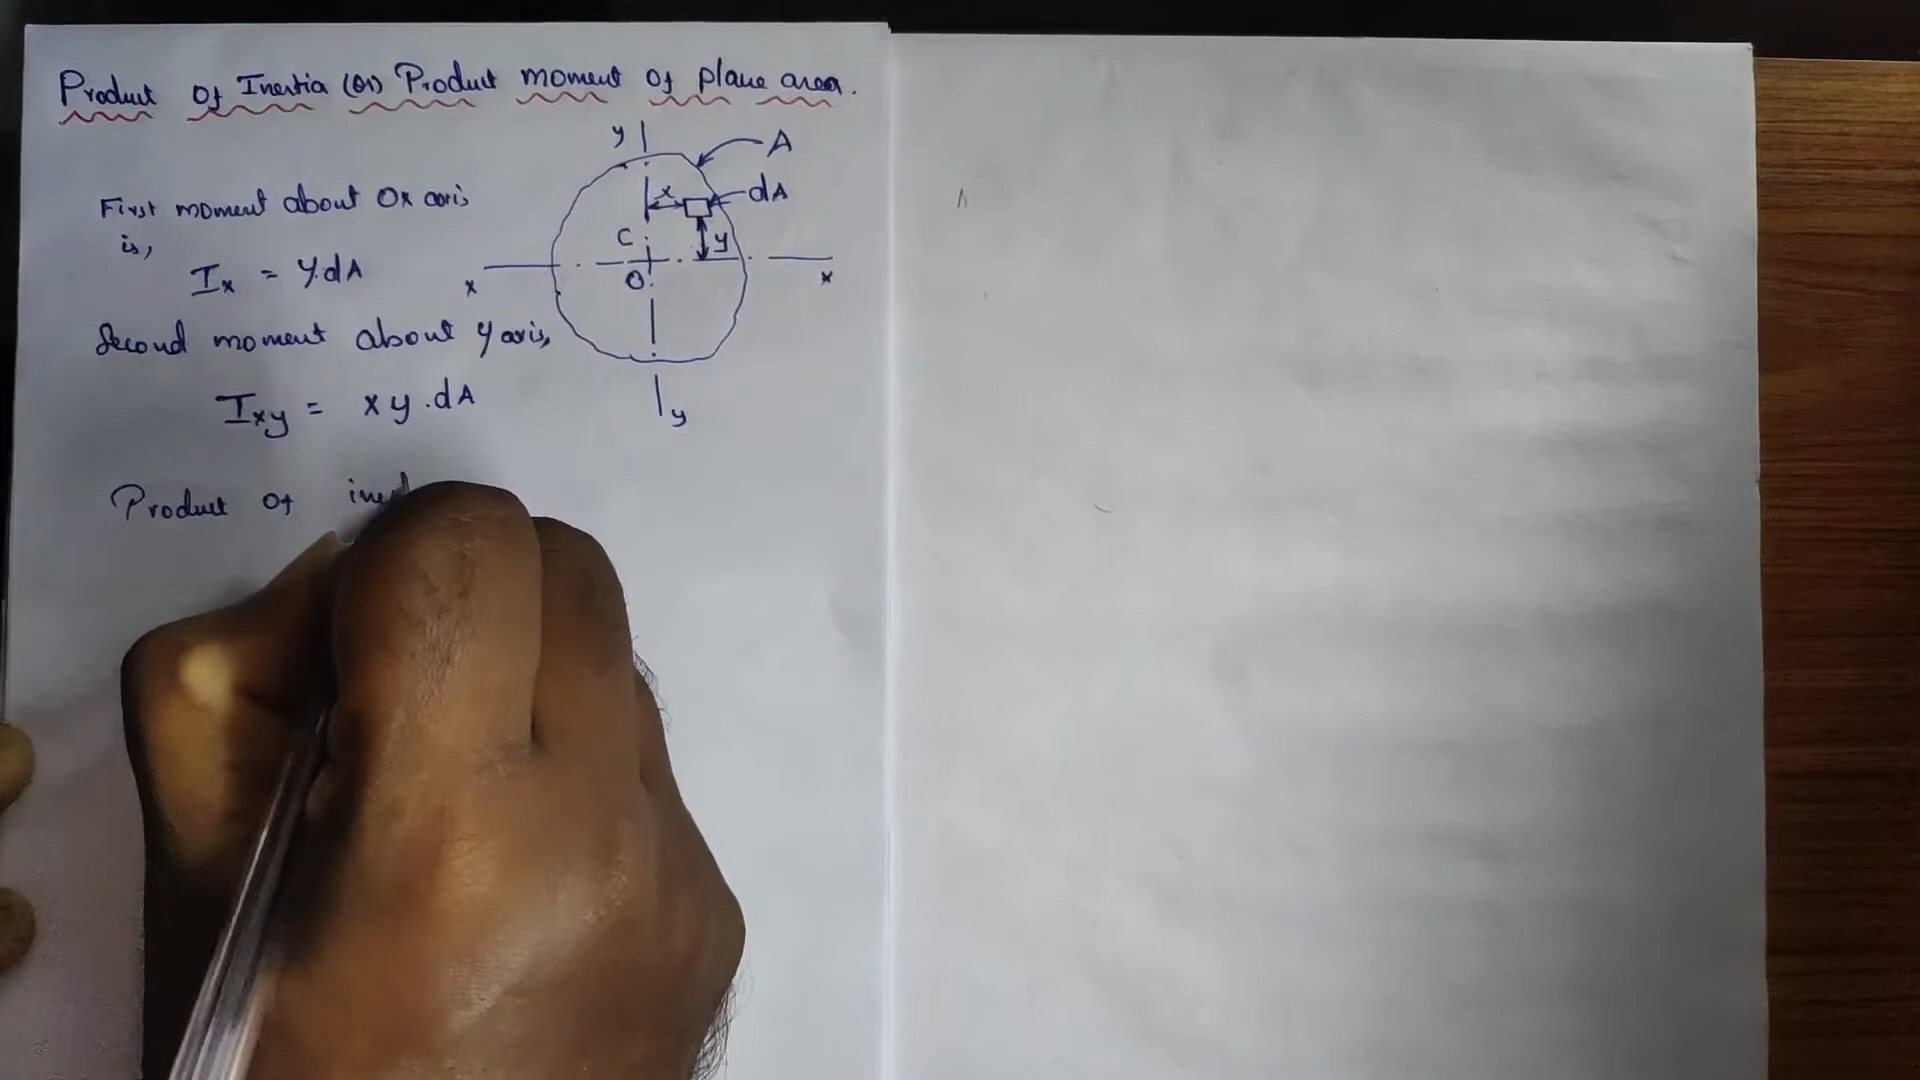 Product of Inertia (or) Product moment of plane area.
First moment about Ox axis
is,
Ix = y.dA
Second moment about y axis,
Ixy = xy.dA
Product of
y
A
x
dA
C
y
x
O
x
y